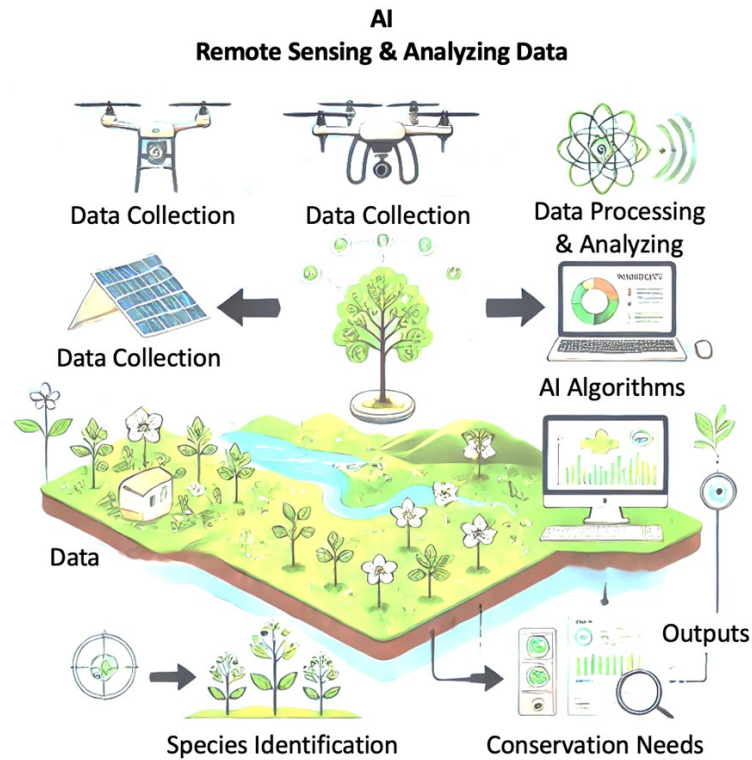 AI
Remote Sensing & Analyzing Data
Data Collection
Data Collection
Data Processing
& Analyzing
Data Collection
AI Algorithms
Data
Outputs
Species Identification
Conservation Needs